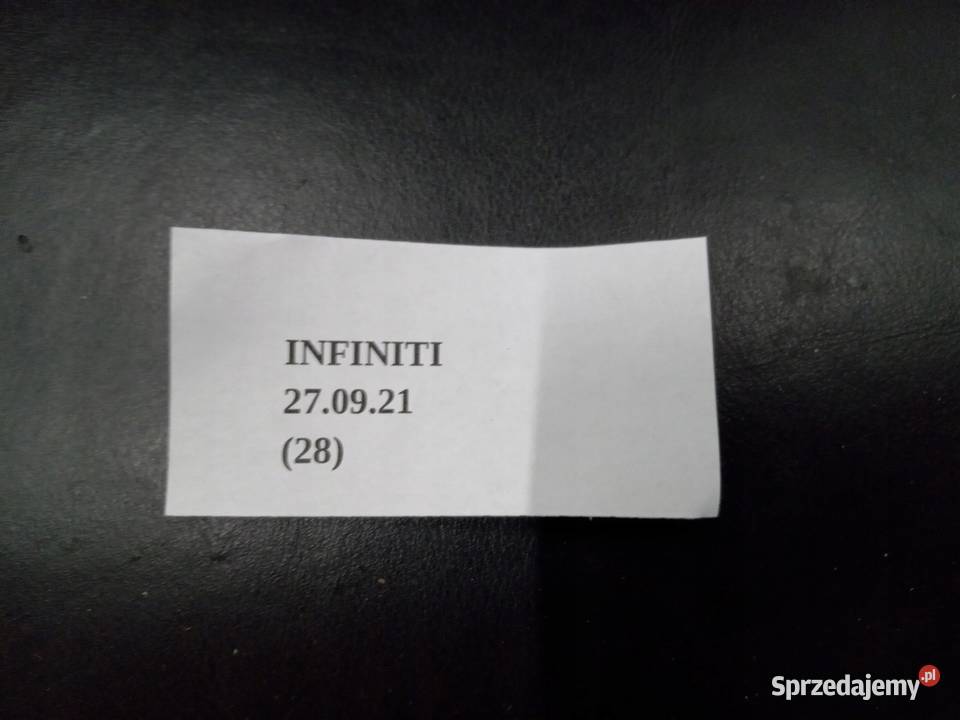 INFINITI
27.09.21
(28)
Sprzedajemy.pl